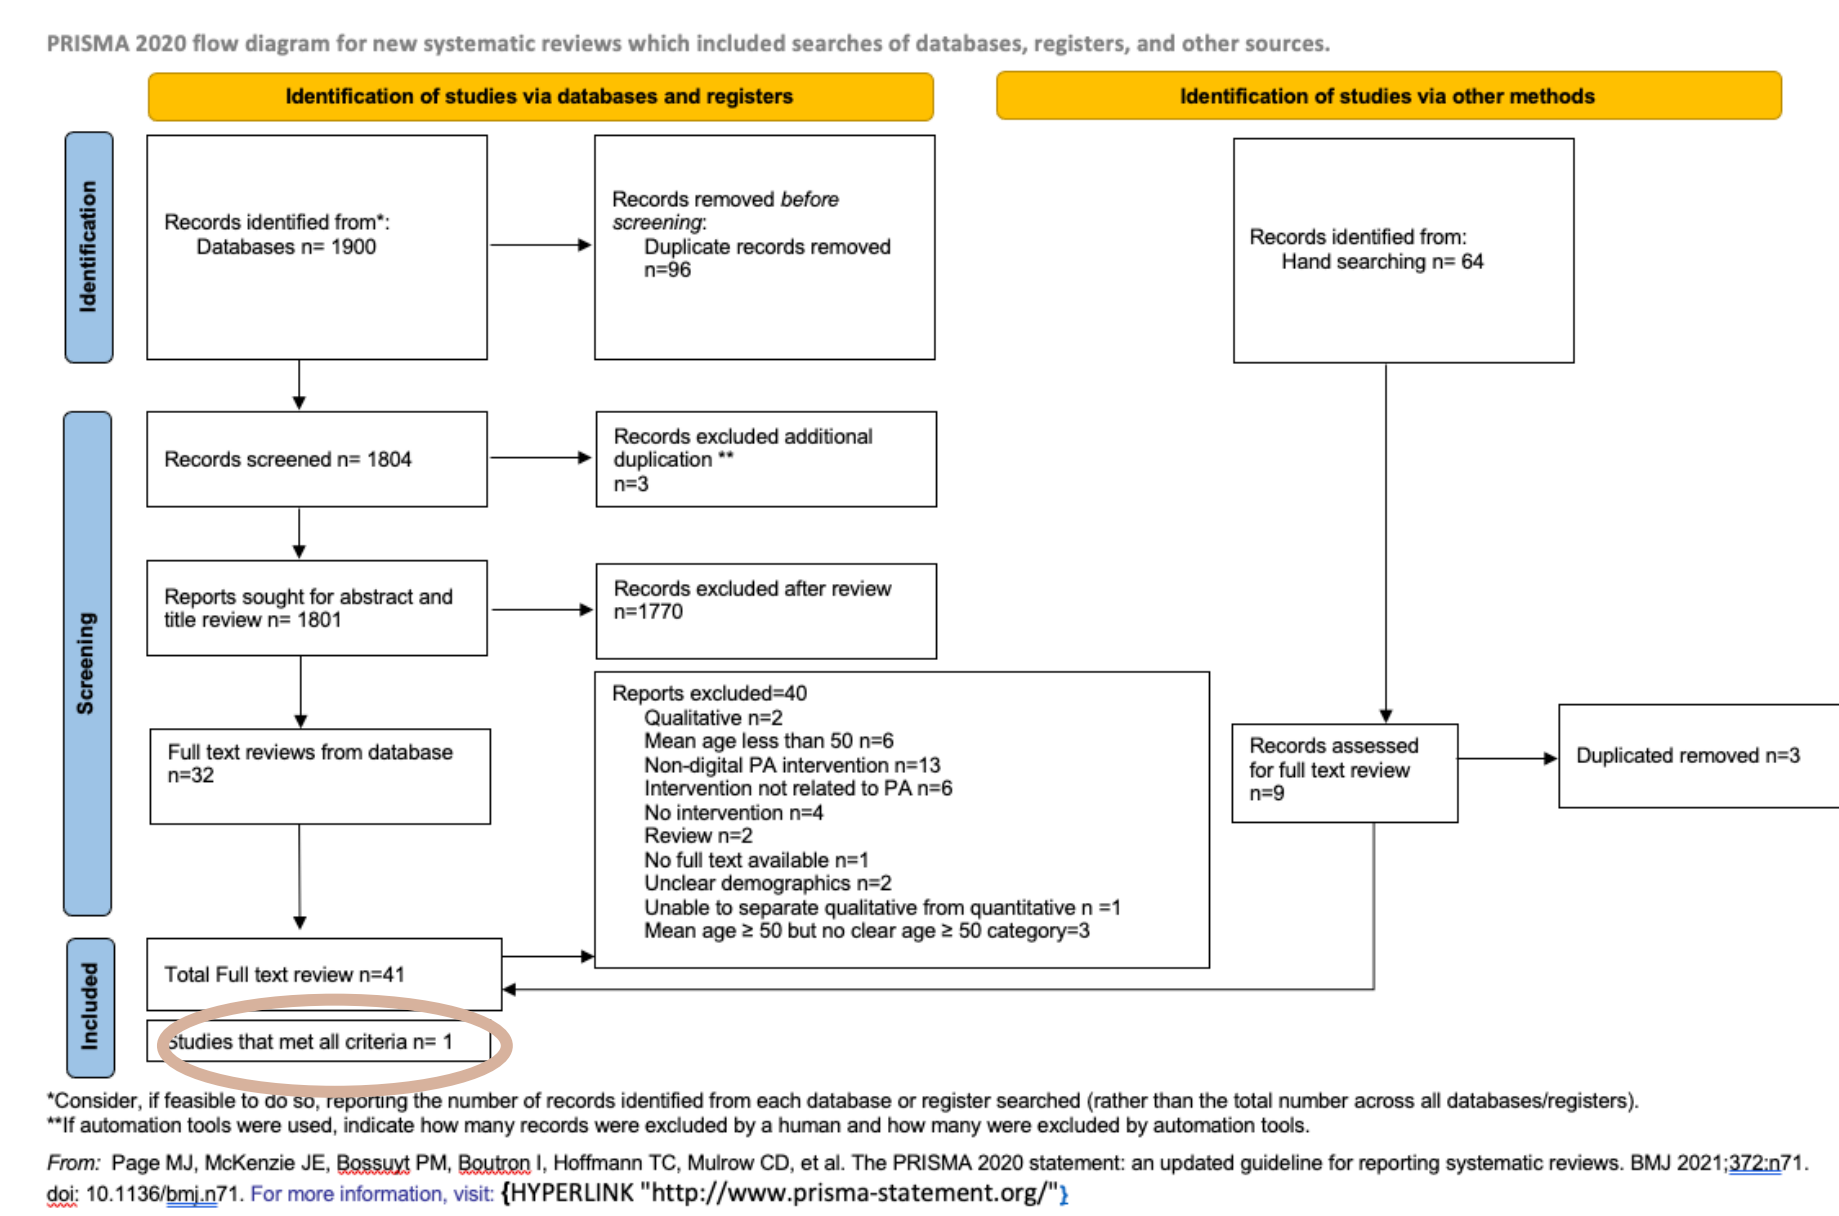 PRISMA 2020 flow diagram for new systematic reviews which included searches of databases, registers, and other sources.
Identification of studies via databases and registers
Identification of studies via other methods
Identification
Records identified from*:
Databases n= 1900
Records removed before
screening:
Duplicate records removed
n=96
Records identified from:
Hand searching n= 64
Screening
Records screened n= 1804
Records excluded additional
duplication **
n=3
Reports sought for abstract and
title review n= 1801
Records excluded after review
n=1770
Full text reviews from database
n=32
Reports excluded=40
Qualitative n=2
Mean age less than 50 n=6
Non-digital PA intervention n=13
Intervention not related to PA n=6
No intervention n=4
Review n=2
No full text available n=1
Unclear demographics n=2
Unable to separate qualitative from quantitative n =1
Mean age ≥ 50 but no clear age ≥ 50 category=3
Records assessed
for full text review
n=9
Duplicated removed n=3
Included
Total Full text review n=41
Studies that met all criteria n= 1
*Consider, if feasible to do so, reporting the number of records identified from each database or register searched (rather than the total number across all databases/registers).
**If automation tools were used, indicate how many records were excluded by a human and how many were excluded by automation tools.
From: Page MJ, McKenzie JE, Bossuyt PM, Boutron I, Hoffmann TC, Mulrow CD, et al. The PRISMA 2020 statement: an updated guideline for reporting systematic reviews. BMJ 2021;372:n71.
doi: 10.1136/bmj.n71. For more information, visit: {HYPERLINK "http://www.prisma-statement.org/"}